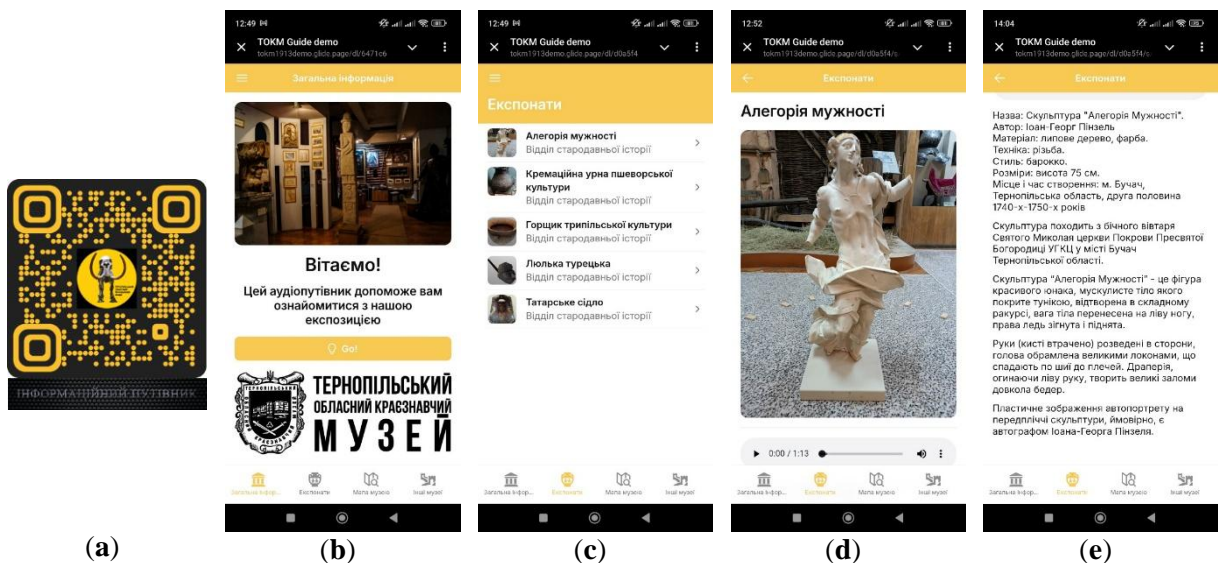 ІНФОРМАЦІЙНИЙ ПУТІВНИК
(a)
12:49
TOKM Guide demo
tokm1913demo.glide.page/dl/6471c6
Загальна інформація
Вітаємо!
Цей аудіопутівник допоможе вам
ознайомитися з нашою
експозицією
Go!
ТЕРНОПІЛЬСЬКИЙ
ОБЛАСНИЙ КРАЄЗНАВЧИЙ
МУЗЕЙ
Загальна інфор...
Експонати
Мапа музею
Інші музеї
(b)
12:49
TOKM Guide demo
tokm1913demo.glide.page/dl/d0a5f4
Експонати
Алегорія мужності
Відділ стародавньої історії
Кремаційна урна пшеворської
культури
Відділ стародавньої історії
Горщик трипільської культури
Відділ стародавньої історії
Люлька турецька
Відділ стародавньої історії
Татарське сідло
Відділ стародавньої історії
Загальна інфор...
Експонати
Мапа музею
Інші музеї
(c)
12:52
TOKM Guide demo
tokm1913demo.glide.page/dl/d0a5f4/s
Експонати
Алегорія мужності
0:00 / 1:13
Загальна інфор...
Експонати
Мапа музею
Інші музеї
(d)
14:04
TOKM Guide demo
tokm1913demo.glide.page/dl/d0a5f4/s
Експонати
Назва: Скульптура "Алегорія Мужності".
Автор: Іоан-Георг Пінзель
Матеріал: липове дерево, фарба.
Техніка: різьба.
Стиль: барокко.
Розміри: висота 75 см.
Місце і час створення: м. Бучач,
Тернопільська область, друга половина
1740-х-1750-х років
Скульптура походить з бічного вівтаря
Святого Миколая церкви Покрови Пресвятої
Богородиці УГКЦ у місті Бучач
Тернопільської області.
Скульптура "Алегорія Мужності" - це фігура
красивого юнака, мускулисте тіло якого
покрите тунікою, відтворена в складному
ракурсі, вага тіла перенесена на ліву ногу,
права ледь зігнута і піднята.
Руки (кисті втрачено) розведені в сторони,
голова обрамлена великими локонами, що
спадають по шиї до плечей. Драперія,
огинаючи ліву руку, творить великі заломи
довкола бедер.
Пластичне зображення автопортрету на
передпліччі скульптури, ймовірно, є
автографом Іоана-Георга Пінзеля.
Загальна інфор...
Експонати
Мапа музею
Інші музеї
(e)